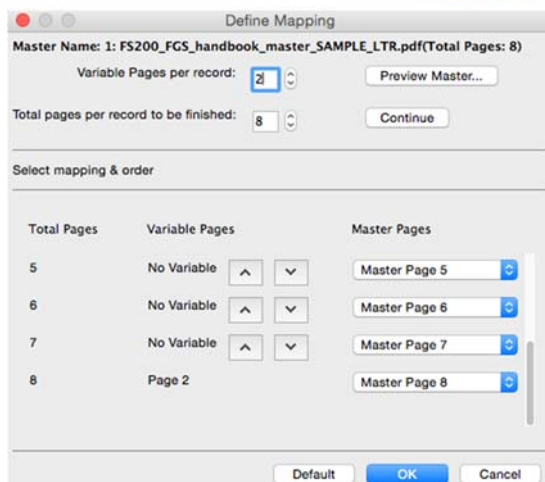 Define Mapping
Master Name: 1: FS200_FGS_handbook_master_SAMPLE_LTR.pdf(Total Pages: 8)
Variable Pages per record: 2 Preview Master...
Total pages per record to be finished: 8 Continue
Select mapping & order
Total Pages Variable Pages Master Pages
5 No Variable Master Page 5
6 No Variable Master Page 6
7 No Variable Master Page 7
8 Page 2 Master Page 8
Default OK Cancel